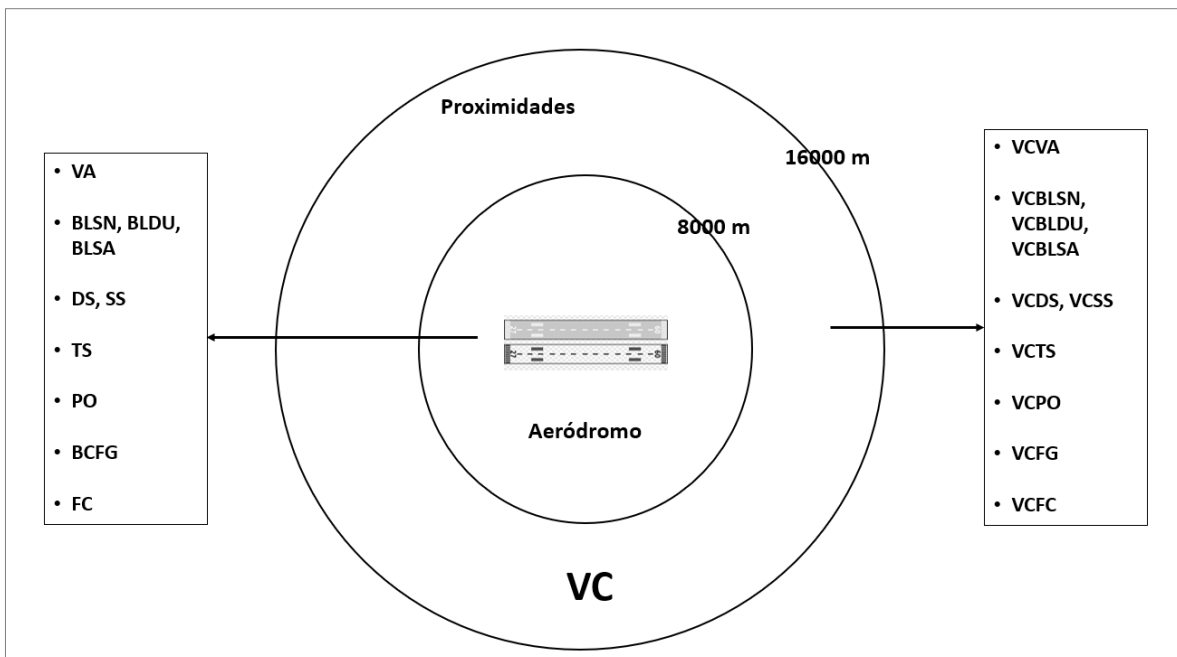 Proximidades
16000 m
8000 m
• VA
• BLSN, BLDU,
BLSA
• DS, SS
• TS
• PO
• BCFG
• FC
Aeródromo
VC
• VCVA
• VCBLSN,
VCBLDU,
VCBLSA
• VCDS, VCSS
• VCTS
• VCPO
• VCFG
• VCFC